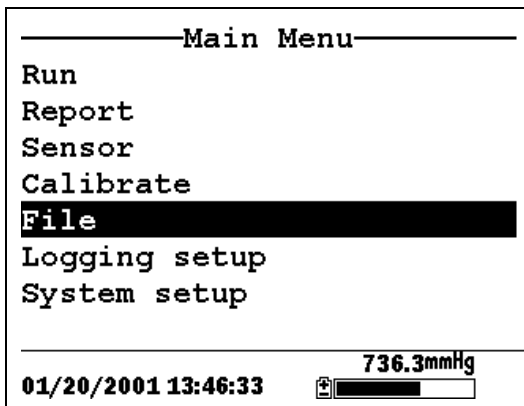 Main Menu
Run
Report
Sensor
Calibrate
File
Logging setup
System setup
736.3mmHg
01/20/2001 13:46:33